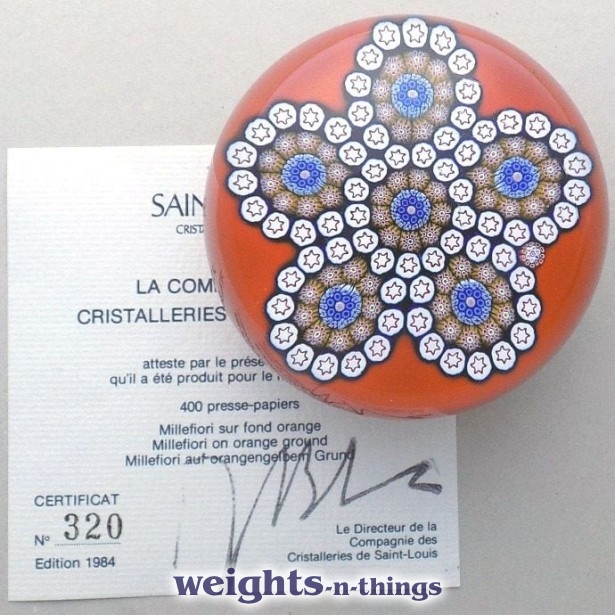 SAIN
CRISTA
LA COM
CRISTALLERIES
atteste par le prése
qu'il a été produit pour le
400 presse-papiers
Millefiori sur fond orange
Millefiori on orange ground
Millefiori auf orangengelbem Grund
CERTIFICAT
N° 320
Edition 1984
Le Directeur de la
Compagnie des
Cristalleries de Saint-Louis
weights-n-things